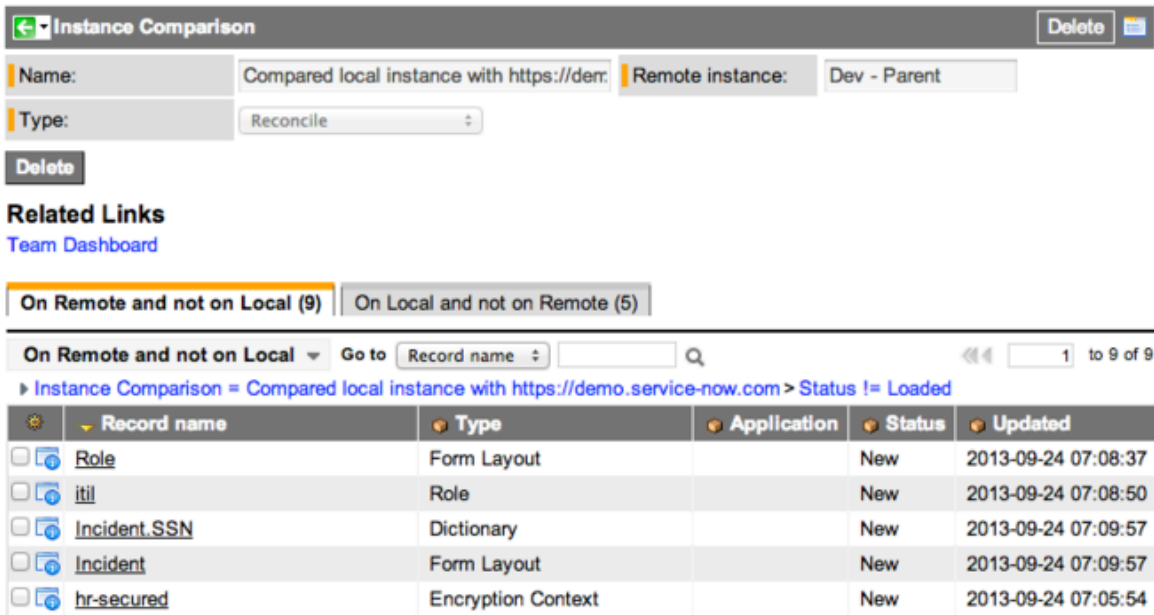 Instance Comparison Delete
Name: Compared local instance with https://dem Remote instance: Dev - Parent
Type: Reconcile
Delete
Related Links
Team Dashboard
On Remote and not on Local (9) On Local and not on Remote (5)
On Remote and not on Local Go to Record name 1 to 9 of 9
Instance Comparison = Compared local instance with https://demo.service-now.com > Status != Loaded
Record name Type Application Status Updated
Role Form Layout New 2013-09-24 07:08:37
itil Role New 2013-09-24 07:08:50
Incident.SSN Dictionary New 2013-09-24 07:09:57
Incident Form Layout New 2013-09-24 07:09:57
hr-secured Encryption Context New 2013-09-24 07:05:54